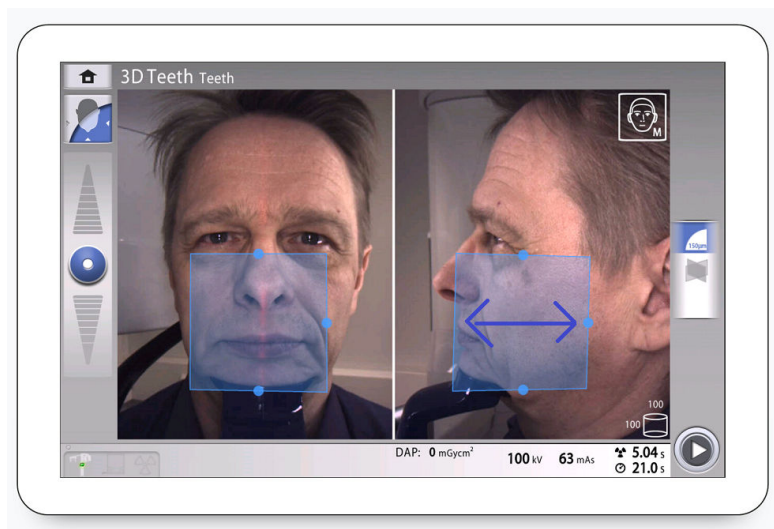 3D Teeth Teeth
M
150µm
100
100
DAP: 0 mGycm²
100 kV
63 mAs
5.04 s
21.0 s